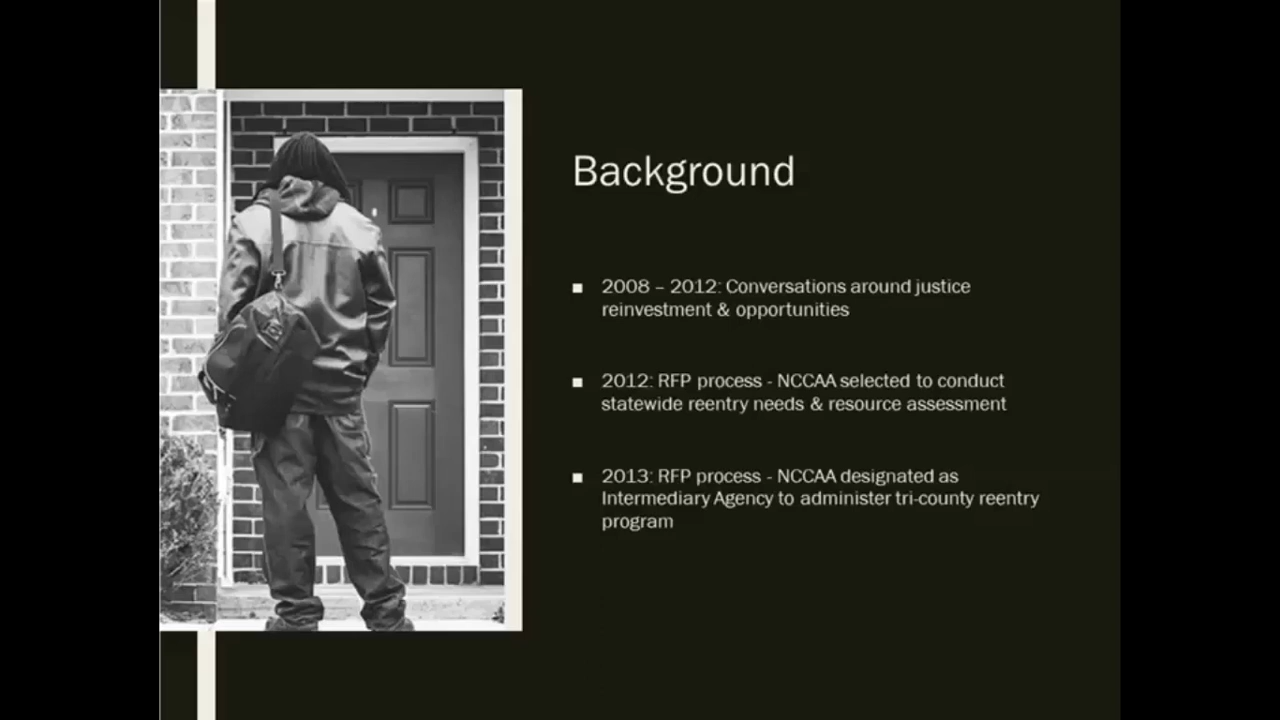 Background
2008 – 2012: Conversations around justice
reinvestment & opportunities
2012: RFP process - NCCAA selected to conduct
statewide reentry needs & resource assessment
2013: RFP process - NCCAA designated as
Intermediary Agency to administer tri-county reentry
program